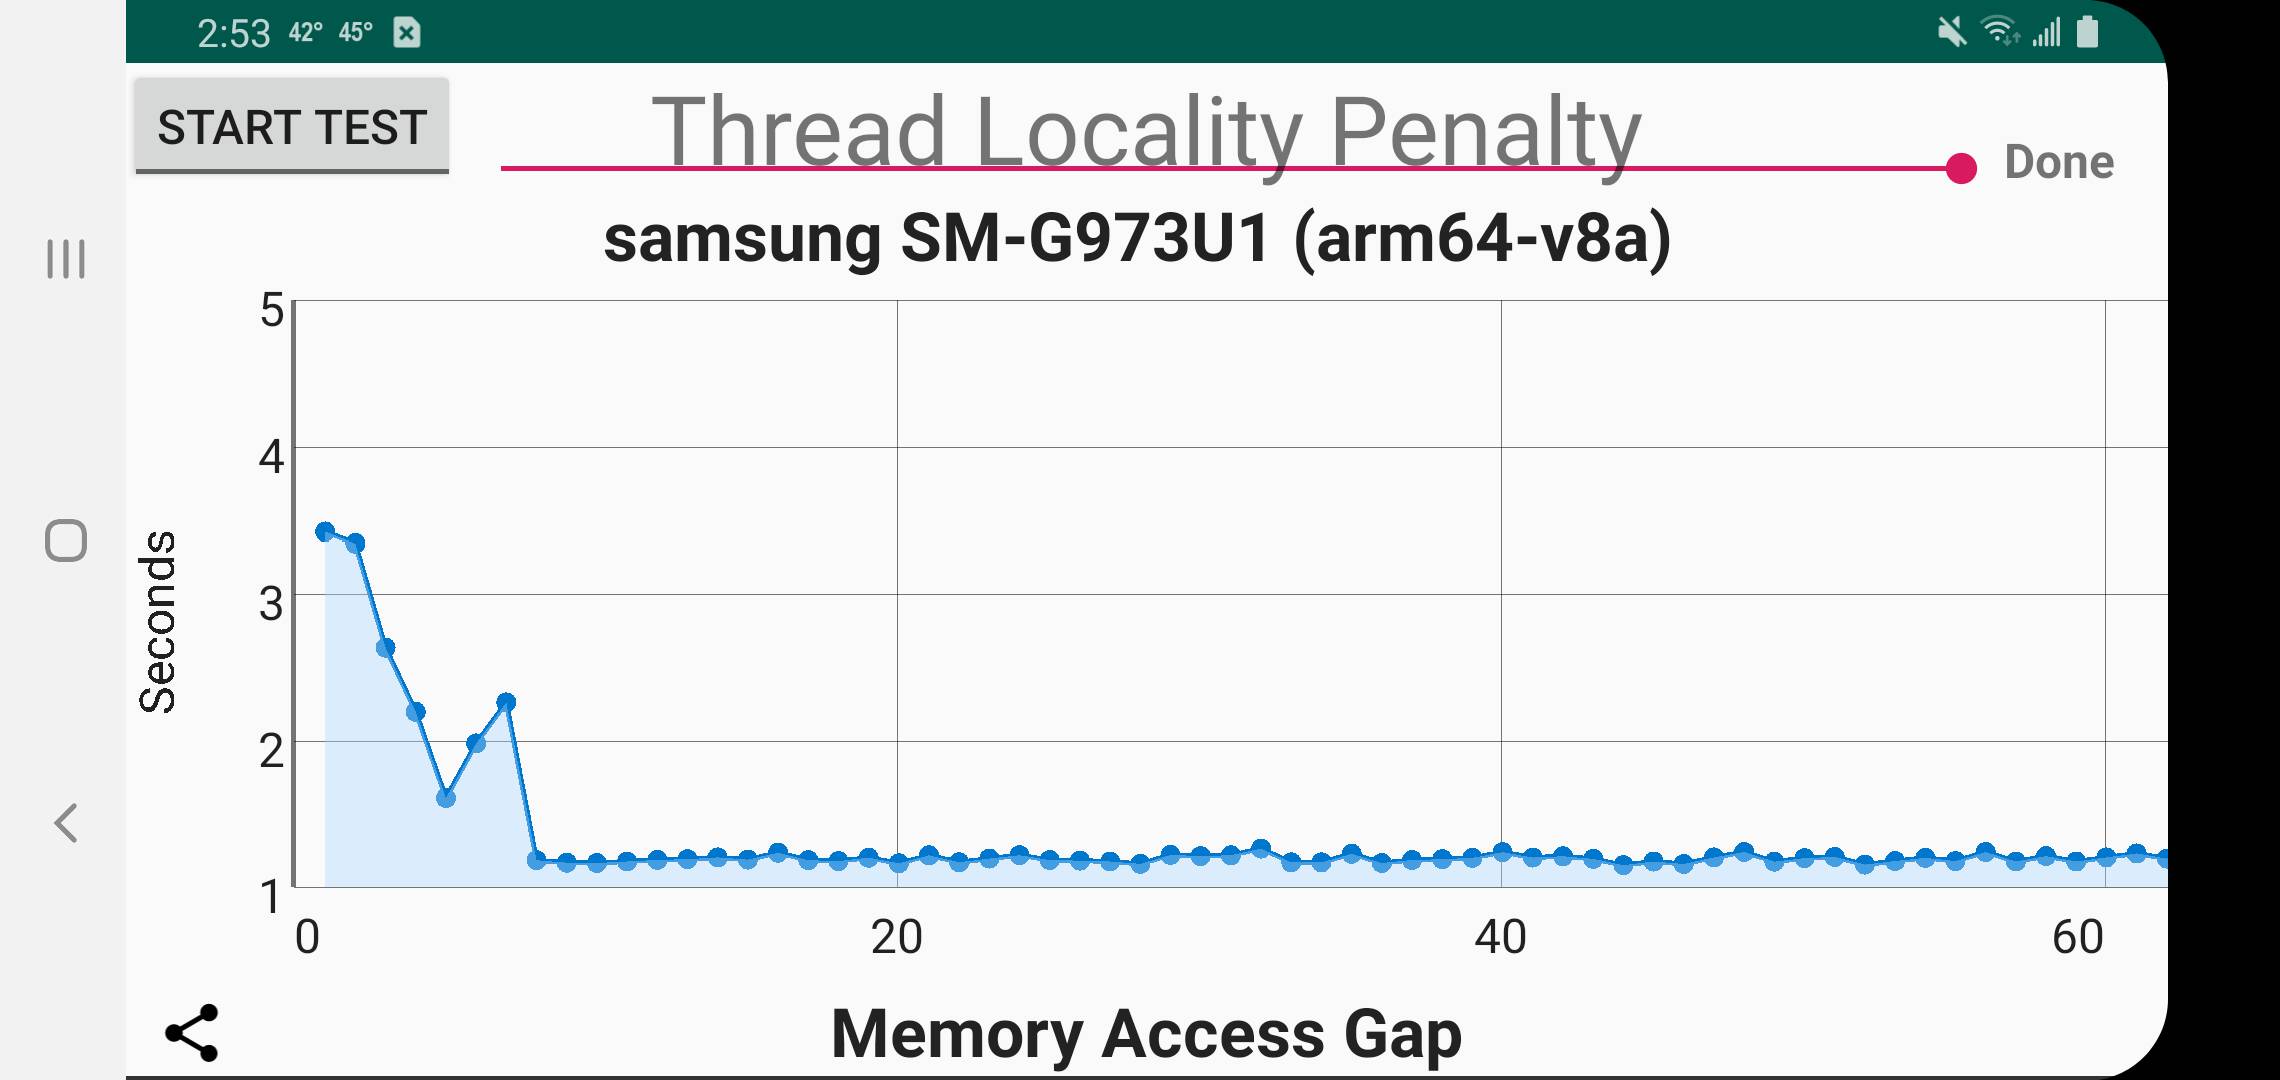 2:53 42° 45°
START TEST
Thread Locality Penalty
Done
samsung SM-G973U1 (arm64-v8a)
5
4
3
2
1
Seconds
0 20 40 60
Memory Access Gap